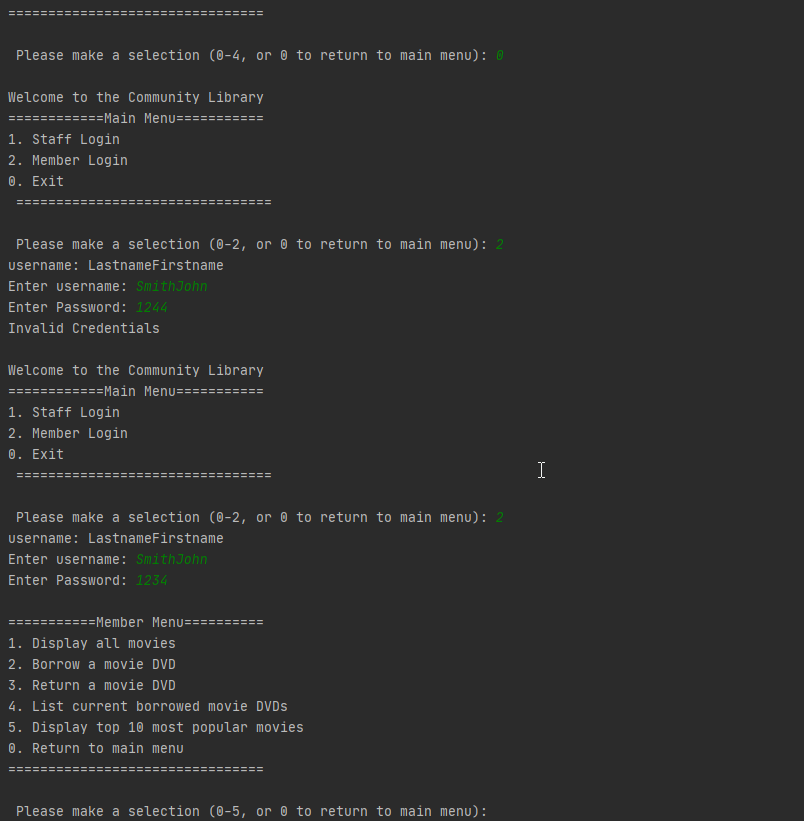 ================================
Please make a selection (0-4, or 0 to return to main menu): 0
Welcome to the Community Library
============Main Menu===========
1. Staff Login
2. Member Login
0. Exit
================================
Please make a selection (0-2, or 0 to return to main menu): 2
username: LastnameFirstname
Enter username: SmithJohn
Enter Password: 1244
Invalid Credentials
Welcome to the Community Library
============Main Menu===========
1. Staff Login
2. Member Login
0. Exit
================================
Please make a selection (0-2, or 0 to return to main menu): 2
username: LastnameFirstname
Enter username: SmithJohn
Enter Password: 1234
===========Member Menu==========
1. Display all movies
2. Borrow a movie DVD
3. Return a movie DVD
4. List current borrowed movie DVDs
5. Display top 10 most popular movies
0. Return to main menu
================================
Please make a selection (0-5, or 0 to return to main menu):